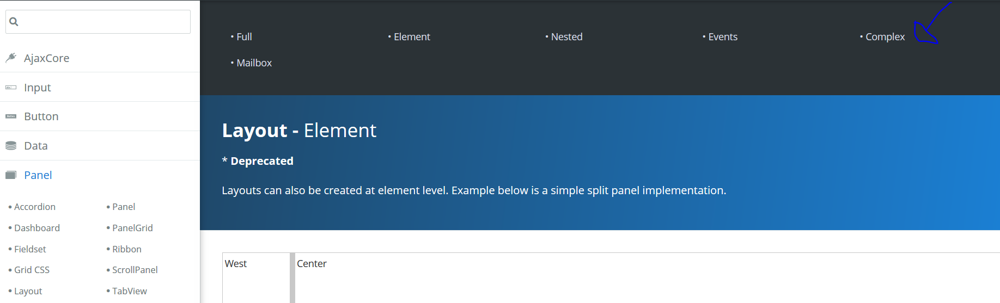 AjaxCore
Input
Button
Data
Panel
• Accordion • Panel
• Dashboard • PanelGrid
• Fieldset • Ribbon
• Grid CSS • ScrollPanel
• Layout • TabView
• Full • Element • Nested • Events • Complex
• Mailbox
Layout - Element
* Deprecated
Layouts can also be created at element level. Example below is a simple split panel implementation.
West Center